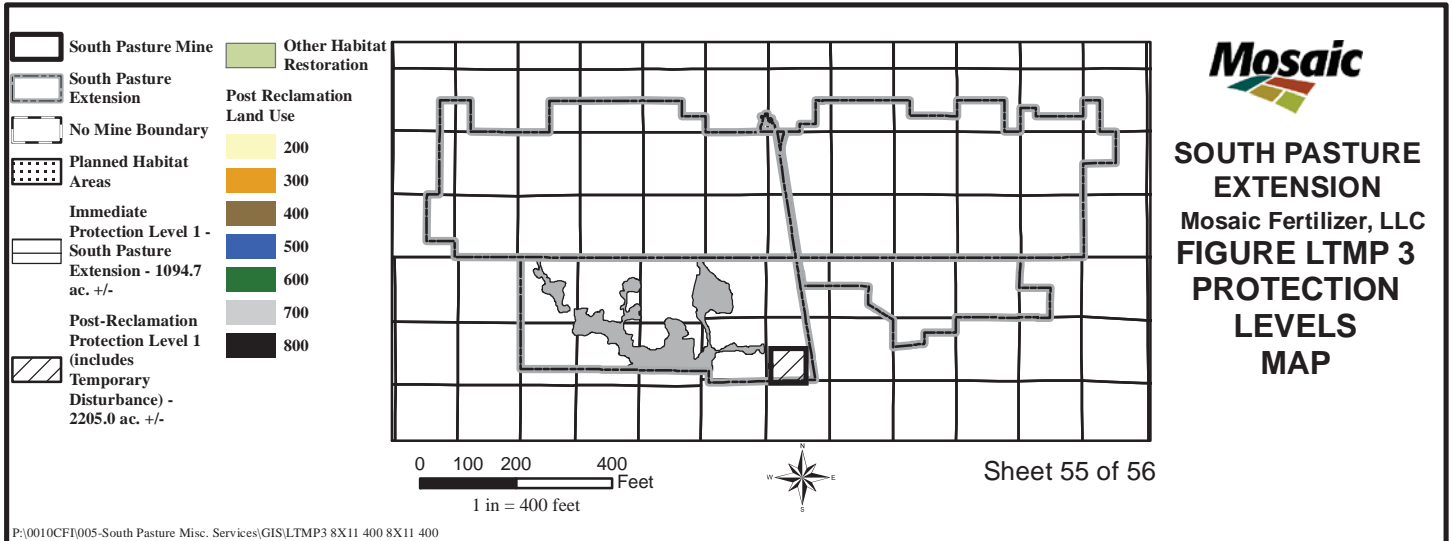 South Pasture Mine
South Pasture
Extension
No Mine Boundary
Planned Habitat
Areas
Immediate
Protection Level 1 -
South Pasture
Extension - 1094.7
ac. +/-
Post-Reclamation
Protection Level 1
(includes
Temporary
Disturbance) -
2205.0 ac. +/-
Other Habitat
Restoration
Post Reclamation
Land Use
200
300
400
500
600
700
800
0 100 200 400
Feet
1 in = 400 feet
N
W E
S
Sheet 55 of 56
Mosaic
SOUTH PASTURE
EXTENSION
Mosaic Fertilizer, LLC
FIGURE LTMP 3
PROTECTION
LEVELS
MAP
P:\0010CFI\005-South Pasture Misc. Services\GIS\LTMP3 8X11 400 8X11 400